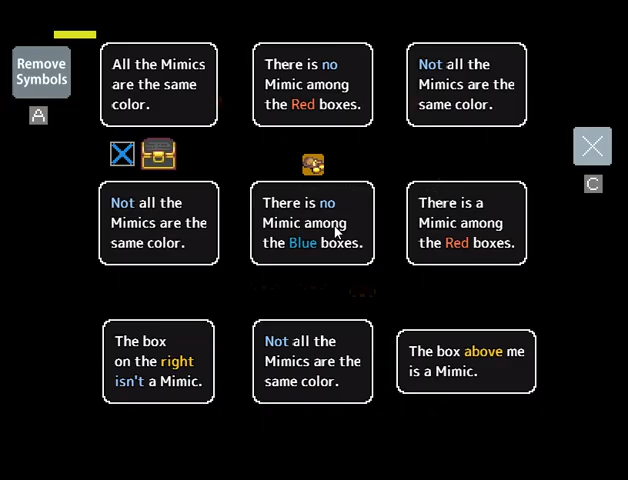 Remove
Symbols
A
All the Mimics
are the same
color.
There is no
Mimic among
the Red boxes.
Not all the
Mimics are the
same color.
C
Not all the
Mimics are the
same color.
There is no
Mimic among
the Blue boxes.
There is a
Mimic among
the Red boxes.
The box
on the right
isn't a Mimic.
Not all the
Mimics are the
same color.
The box above me
is a Mimic.